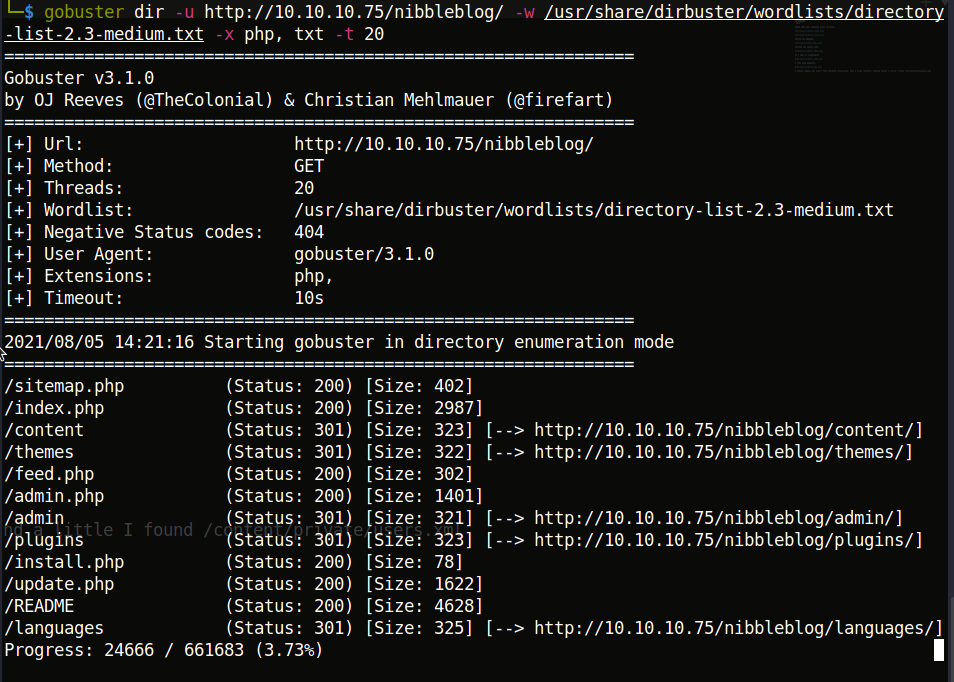 └─$ gobuster dir -u http://10.10.10.75/nibbleblog/ -w /usr/share/dirbuster/wordlists/directory
-list-2.3-medium.txt -x php, txt -t 20
===============================================================
Gobuster v3.1.0
by OJ Reeves (@TheColonial) & Christian Mehlmauer (@firefart)
===============================================================
[+] Url:                     http://10.10.10.75/nibbleblog/
[+] Method:                  GET
[+] Threads:                 20
[+] Wordlist:                /usr/share/dirbuster/wordlists/directory-list-2.3-medium.txt
[+] Negative Status codes:   404
[+] User Agent:              gobuster/3.1.0
[+] Extensions:              php,
[+] Timeout:                 10s
===============================================================
2021/08/05 14:21:16 Starting gobuster in directory enumeration mode
===============================================================
/sitemap.php          (Status: 200) [Size: 402]
/index.php            (Status: 200) [Size: 2987]
/content              (Status: 301) [Size: 323] [--> http://10.10.10.75/nibbleblog/content/]
/themes               (Status: 301) [Size: 322] [--> http://10.10.10.75/nibbleblog/themes/]
/feed.php             (Status: 200) [Size: 302]
/admin.php            (Status: 200) [Size: 1401]
/admin                (Status: 301) [Size: 321] [--> http://10.10.10.75/nibbleblog/admin/]
nd a little I found /content/private/users.xml
/plugins              (Status: 301) [Size: 323] [--> http://10.10.10.75/nibbleblog/plugins/]
/install.php          (Status: 200) [Size: 78]
/update.php           (Status: 200) [Size: 1622]
/README               (Status: 200) [Size: 4628]
/languages            (Status: 301) [Size: 325] [--> http://10.10.10.75/nibbleblog/languages/]
Progress: 24666 / 661683 (3.73%)